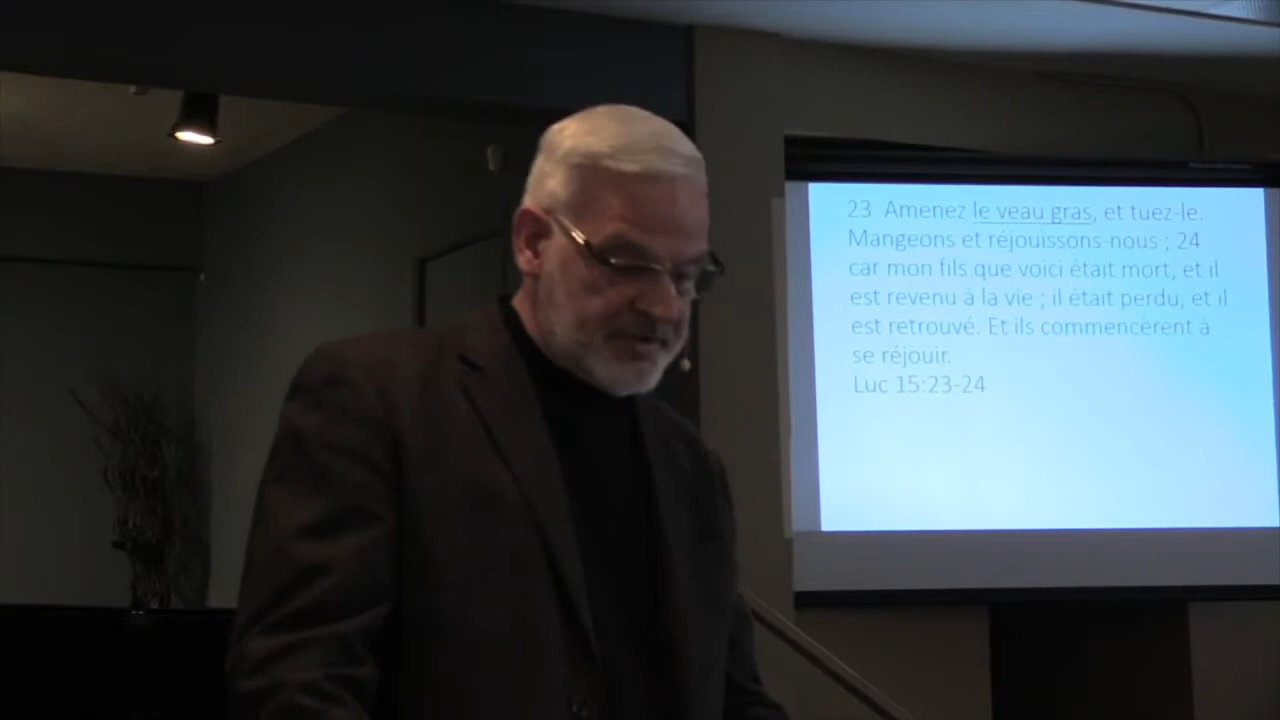 23 Amenez le veau gras, et tuez-le.
Mangeons et réjouissons-nous ; 24
car mon fils que voici était mort, et il
est revenu à la vie ; il était perdu, et il
est retrouvé. Et ils commencèrent à
se réjouir.
Luc 15:23-24